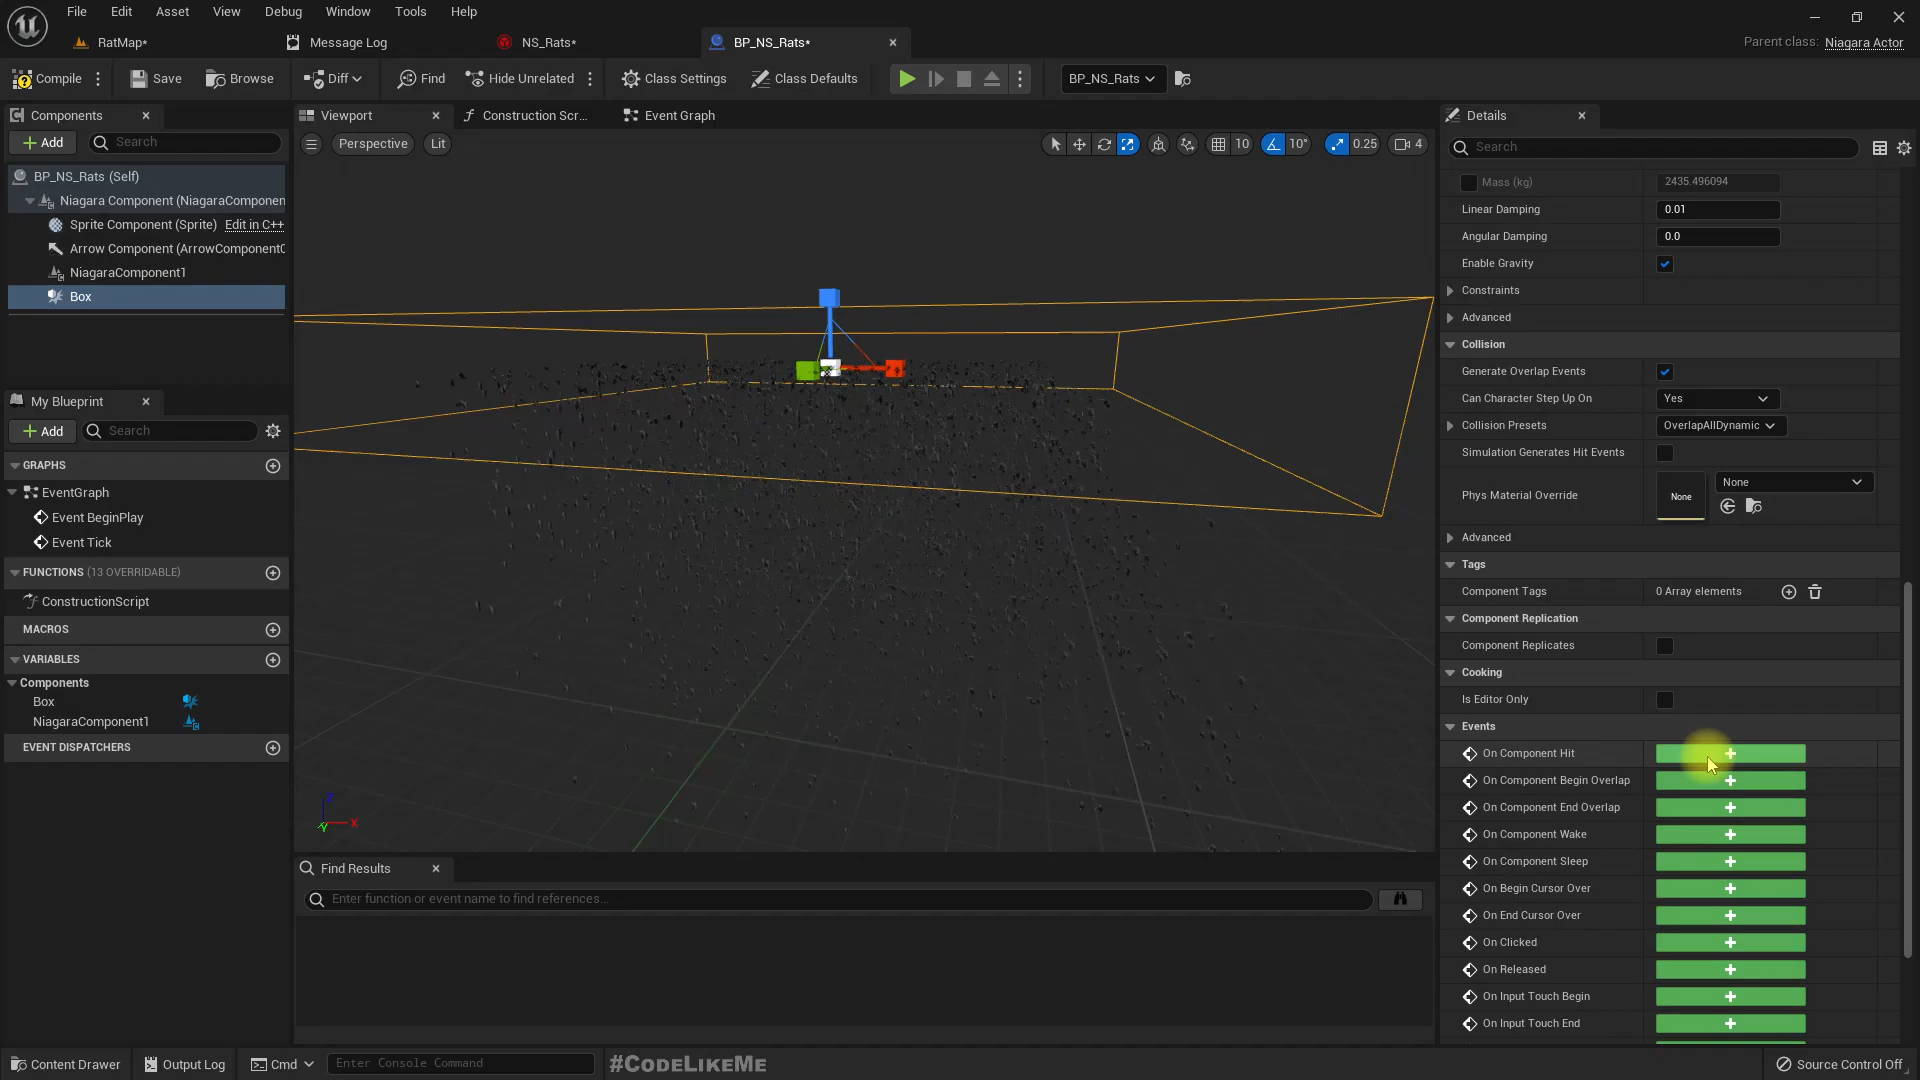 File Edit Asset View Debug Window Tools Help
RatMap* Message Log NS_Rats* BP_NS_Rats*
Parent class: Niagara Actor
Compile Save Browse Diff Find Hide Unrelated Class Settings Class Defaults BP_NS_Rats
Components
Add Search
BP_NS_Rats (Self)
Niagara Component (NiagaraComponen
Sprite Component (Sprite) Edit in C++
Arrow Component (ArrowComponent0
NiagaraComponent1
Box
My Blueprint
Add Search
GRAPHS
EventGraph
Event BeginPlay
Event Tick
FUNCTIONS (13 OVERRIDABLE)
ConstructionScript
MACROS
VARIABLES
Components
Box
NiagaraComponent1
EVENT DISPATCHERS
Viewport Construction Scr... Event Graph
Perspective Lit 10 10° 0.25 4
Z
X
Y
Find Results
Enter function or event name to find references...
Details
Search
Mass (kg) 2435.496094
Linear Damping 0.01
Angular Damping 0.0
Enable Gravity
Constraints
Advanced
Collision
Generate Overlap Events
Can Character Step Up On Yes
Collision Presets OverlapAllDynamic
Simulation Generates Hit Events
Phys Material Override None None
Advanced
Tags
Component Tags 0 Array elements
Component Replication
Component Replicates
Cooking
Is Editor Only
Events
On Component Hit
On Component Begin Overlap
On Component End Overlap
On Component Wake
On Component Sleep
On Begin Cursor Over
On End Cursor Over
On Clicked
On Released
On Input Touch Begin
On Input Touch End
Content Drawer Output Log Cmd Enter Console Command #CodeLikeMe Source Control Off